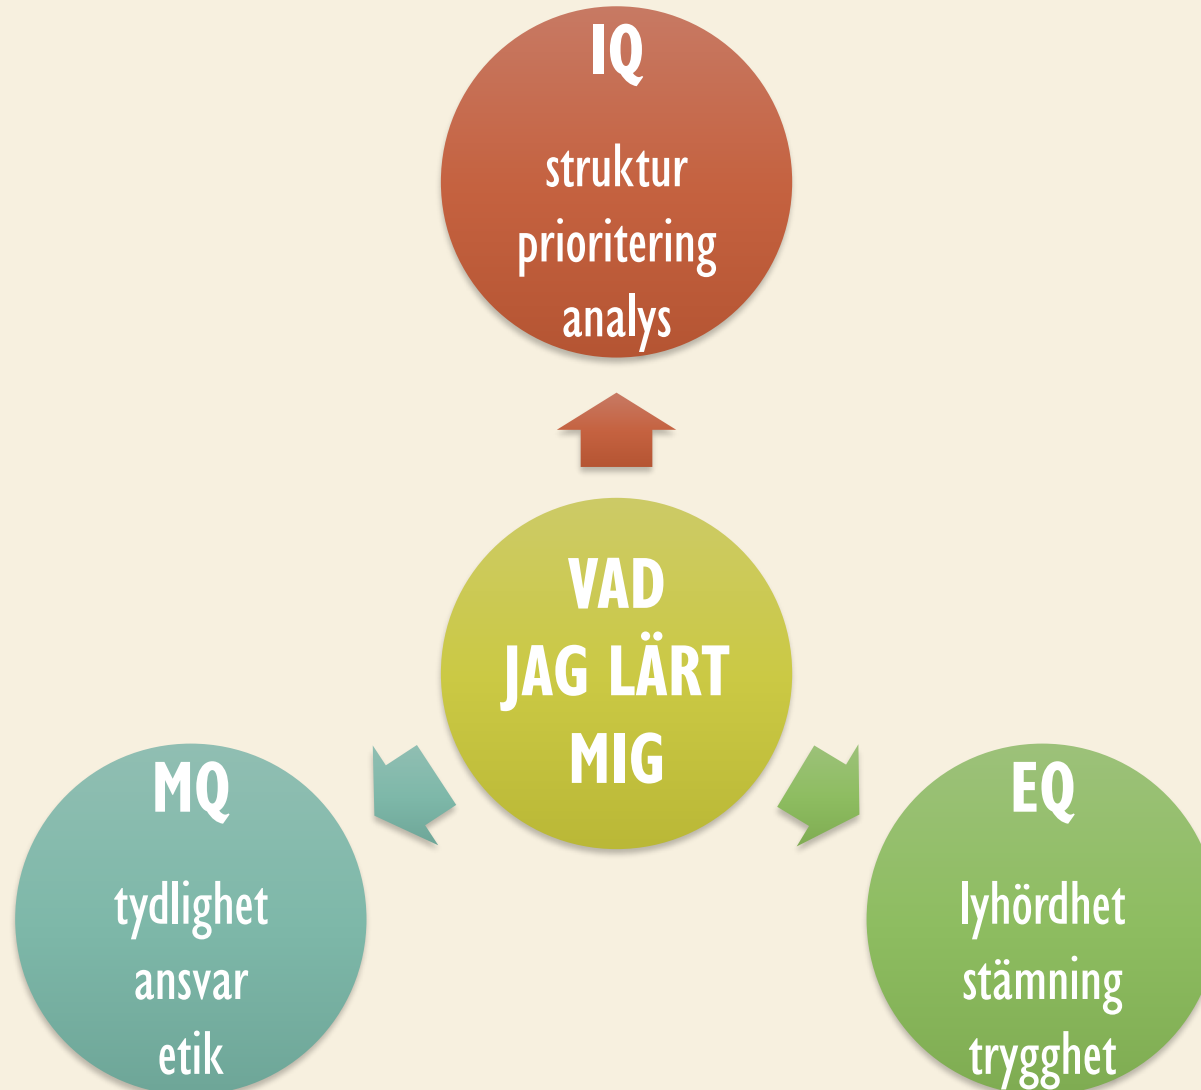 IQ
struktur
prioritering
analys
VAD
JAG LÄRT
MIG
MQ
tydlighet
ansvar
etik
EQ
lyhördhet
stämning
trygghet